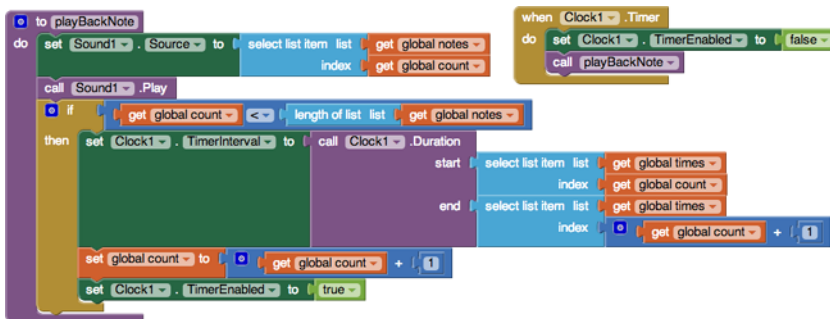 to playBackNote
do set Sound1 . Source to select list item list get global notes
index get global count
call Sound1 .Play
if get global count < length of list list get global notes
then set Clock1 . TimerInterval to call Clock1 .Duration
start select list item list get global times
index get global count
end select list item list get global times
index get global count + 1
set global count to get global count + 1
set Clock1 . TimerEnabled to true
when Clock1 .Timer
do set Clock1 . TimerEnabled to false
call playBackNote